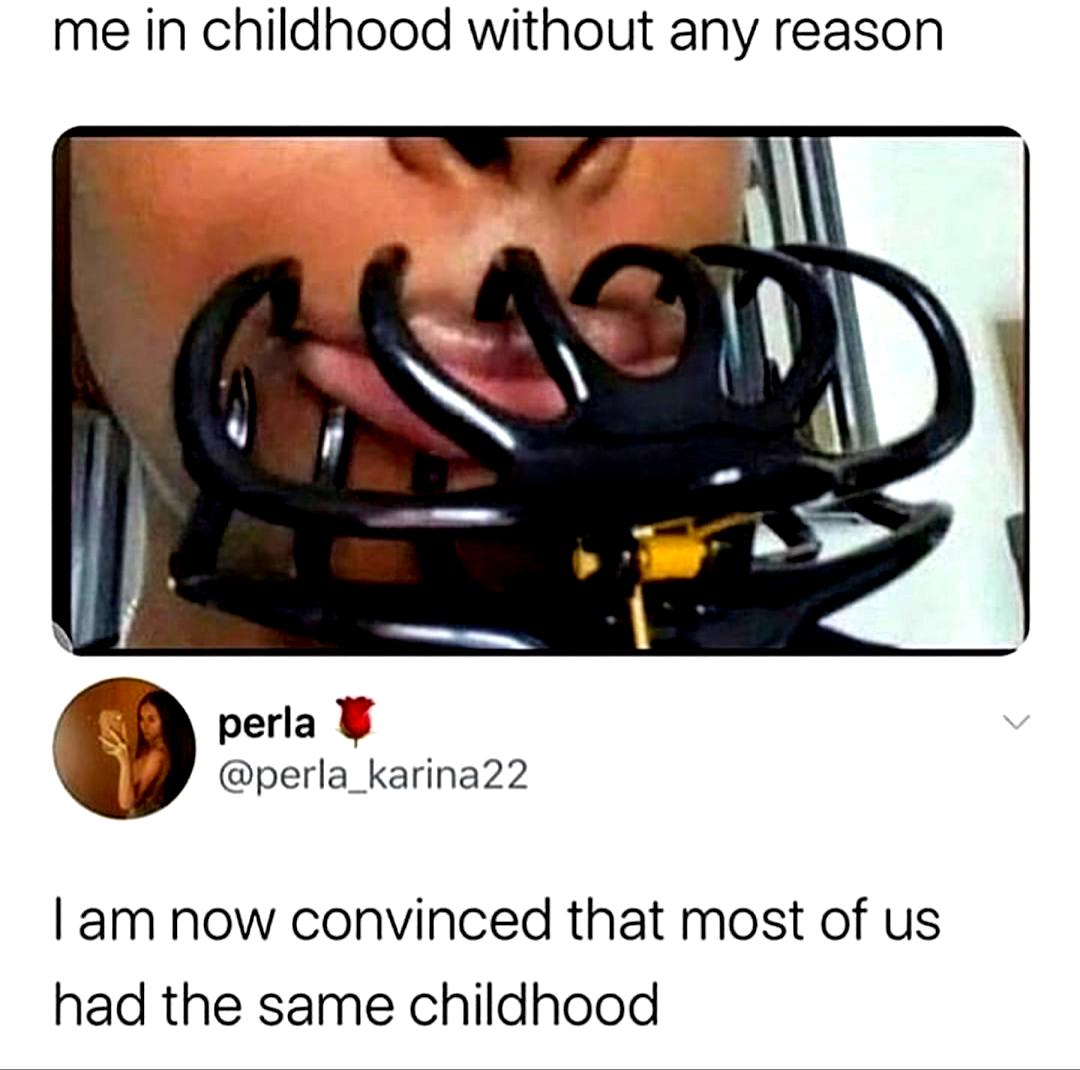 me in childhood without any reason
perla 🌹
@perla_karina22
I am now convinced that most of us
had the same childhood